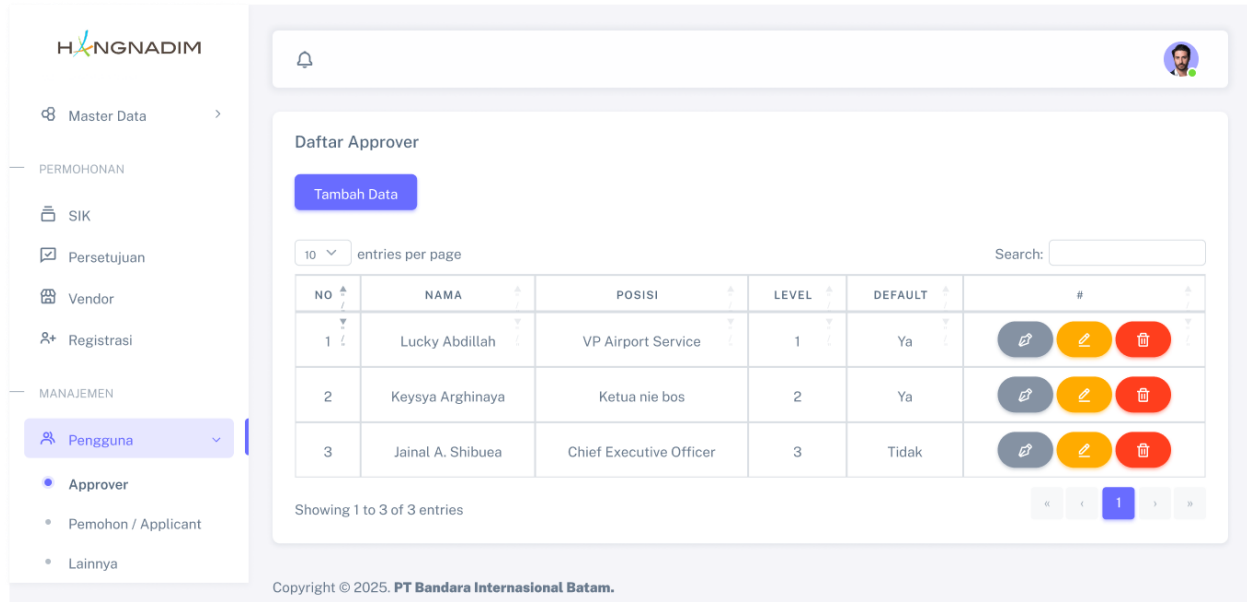 HANGNADIM
Master Data
PERMOHONAN
SIK
Persetujuan
Vendor
Registrasi
MANAJEMEN
Pengguna
Approver
Pemohon / Applicant
Lainnya
Daftar Approver
Tambah Data
10 entries per page
Search:
NO NAMA POSISI LEVEL DEFAULT #
1 Lucky Abdillah VP Airport Service 1 Ya
2 Keysya Arghinaya Ketua nie bos 2 Ya
3 Jainal A. Shibuea Chief Executive Officer 3 Tidak
Showing 1 to 3 of 3 entries
« ‹ 1 › »
Copyright © 2025. PT Bandara Internasional Batam.